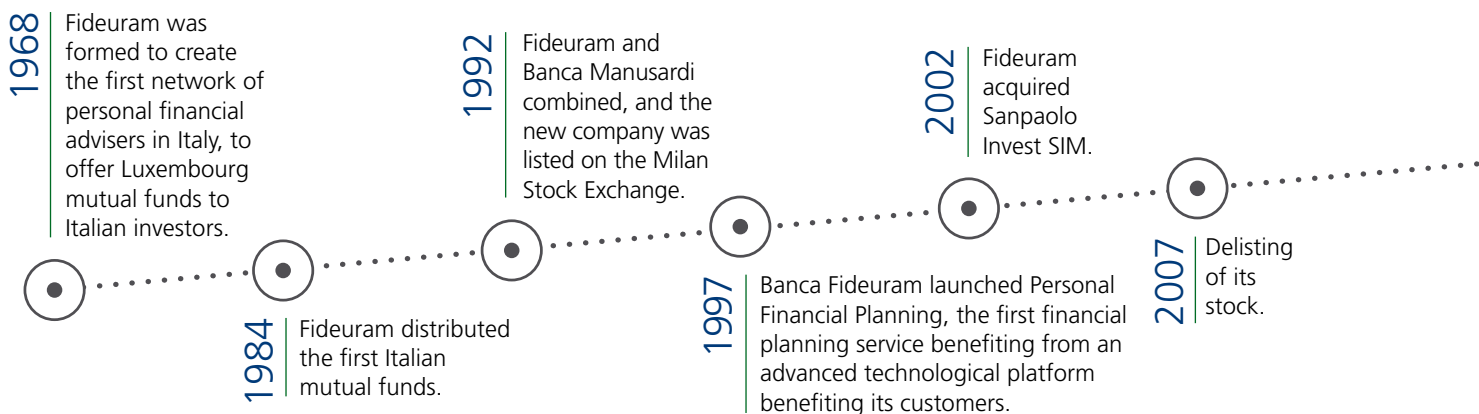 1968
Fideuram was
formed to create
the first network of
personal financial
advisers in Italy, to
offer Luxembourg
mutual funds to
Italian investors.
1984
Fideuram distributed
the first Italian
mutual funds.
1992
Fideuram and
Banca Manusardi
combined, and the
new company was
listed on the Milan
Stock Exchange.
1997
Banca Fideuram launched Personal
Financial Planning, the first financial
planning service benefiting from an
advanced technological platform
benefiting its customers.
2002
Fideuram
acquired
Sanpaolo
Invest SIM.
2007
Delisting
of its
stock.